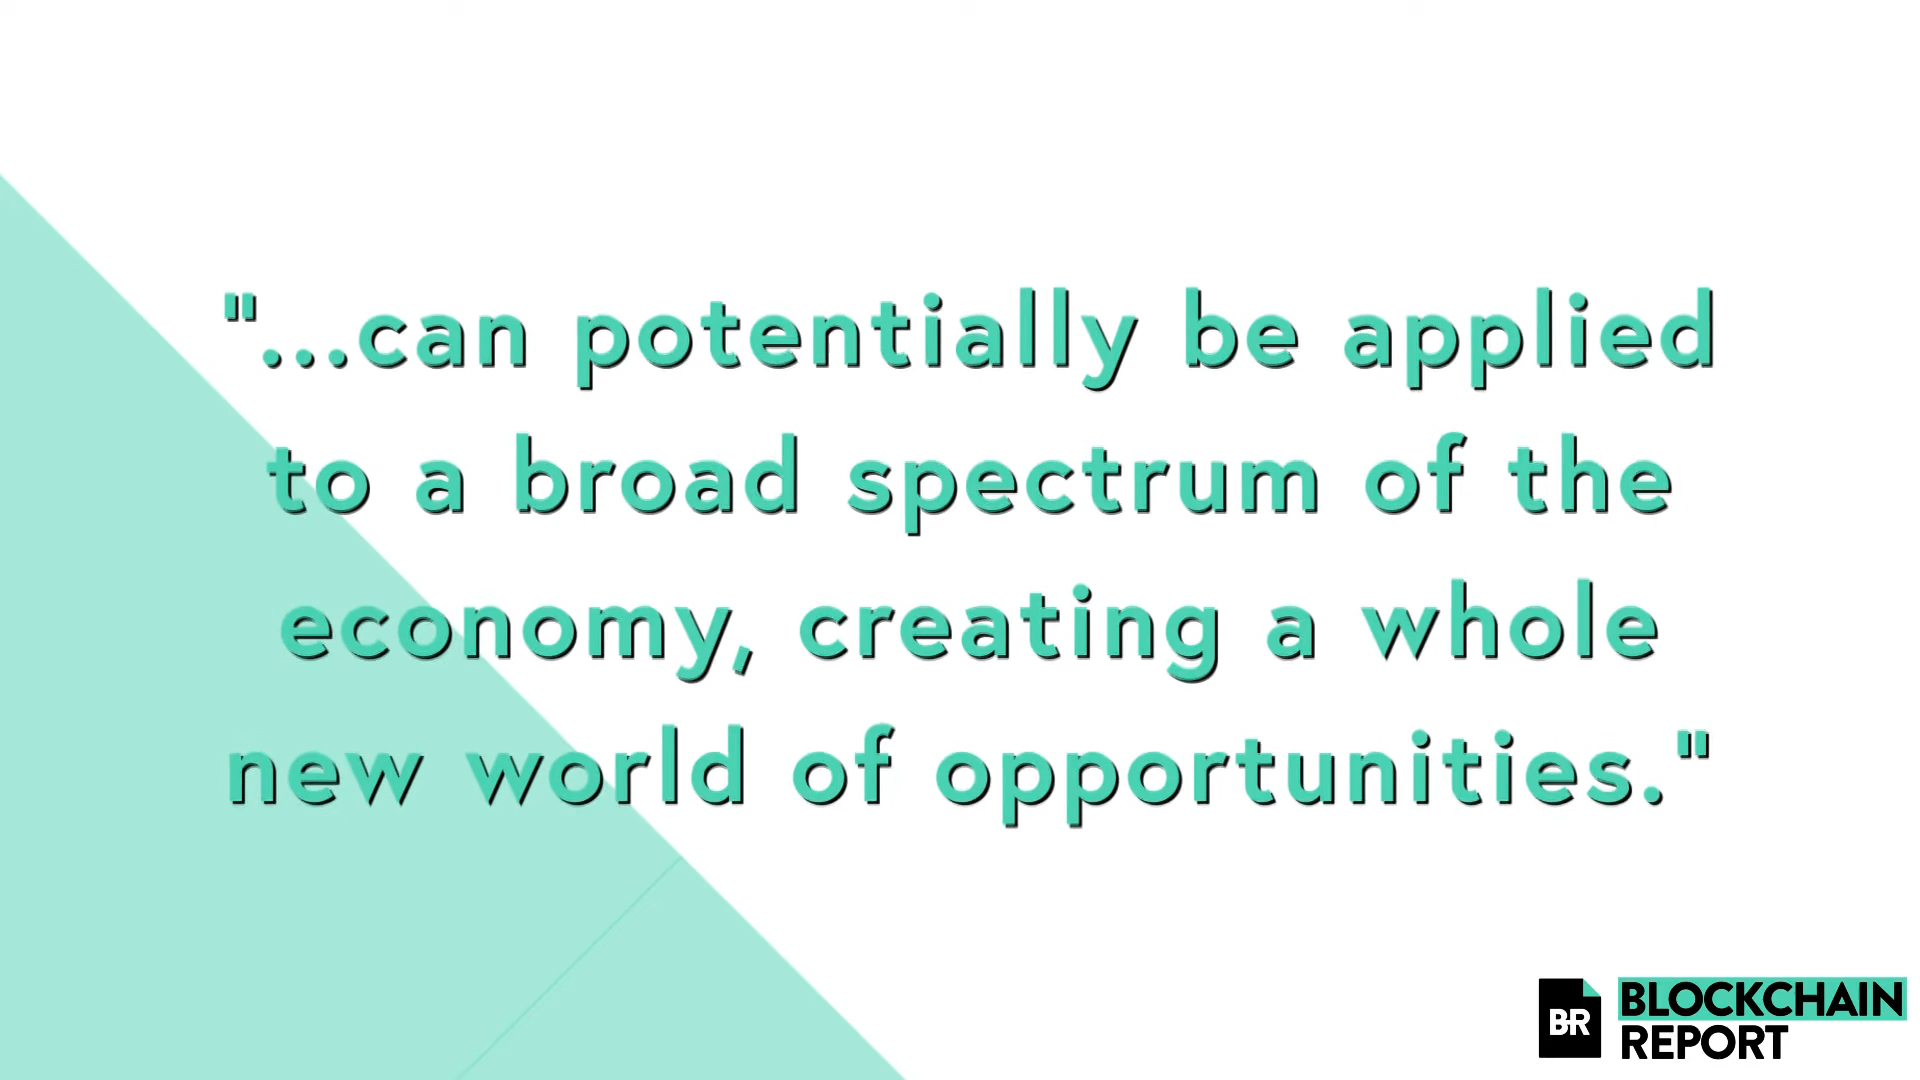 "...can potentially be applied
to a broad spectrum of the
economy, creating a whole
new world of opportunities."
BR
BLOCKCHAIN
REPORT